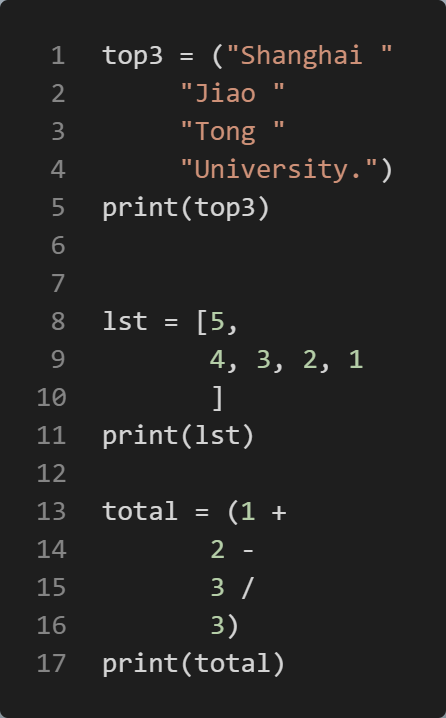 1 top3 = ("Shanghai "
2      "Jiao "
3      "Tong "
4      "University.")
5 print(top3)
6
7
8 lst = [5,
9        4, 3, 2, 1
10        ]
11 print(lst)
12
13 total = (1 +
14        2 -
15        3 /
16        3)
17 print(total)